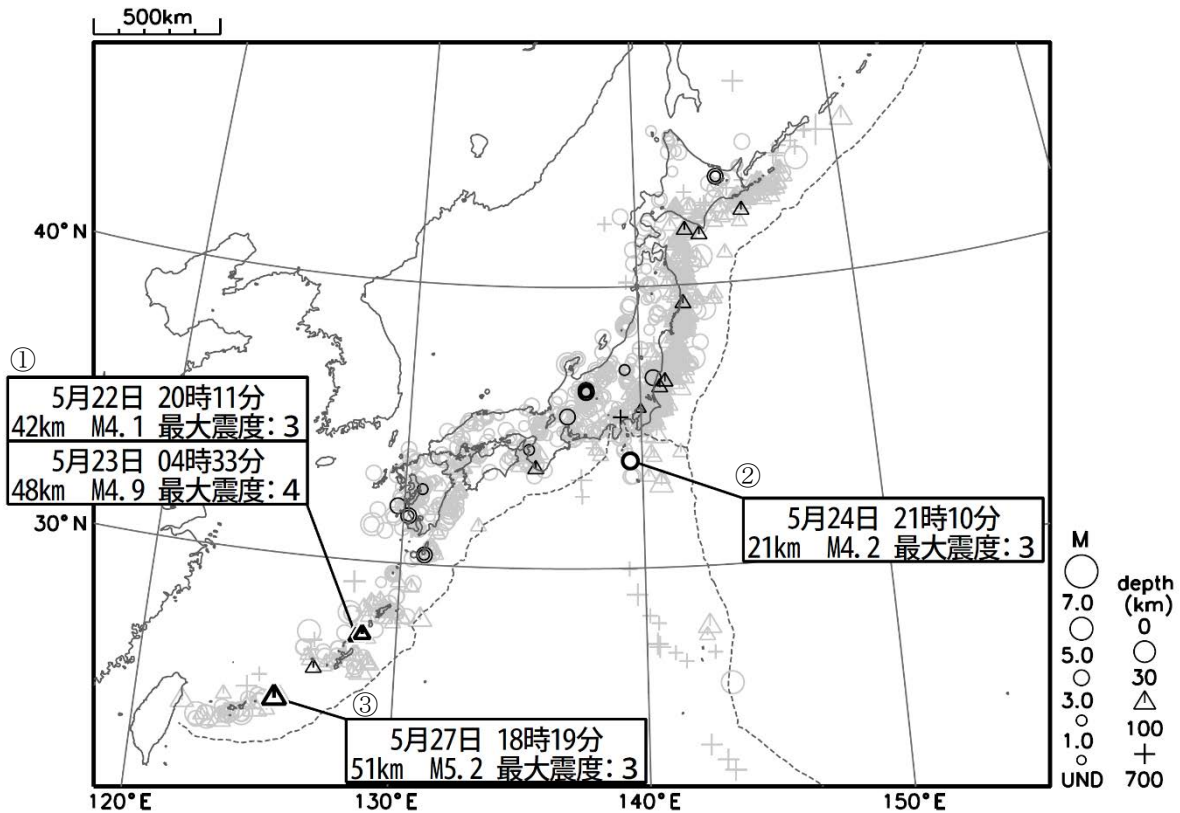 500km
40°N
30°N
120°E
130°E
140°E
150°E
①
5月22日 20時11分
42km M4.1 最大震度:3
5月23日 04時33分
48km M4.9 最大震度:4
②
5月24日 21時10分
21km M4.2 最大震度:3
③
5月27日 18時19分
51km M5.2 最大震度:3
M
7.0
5.0
3.0
1.0
UND
depth
(km)
0
30
100
700